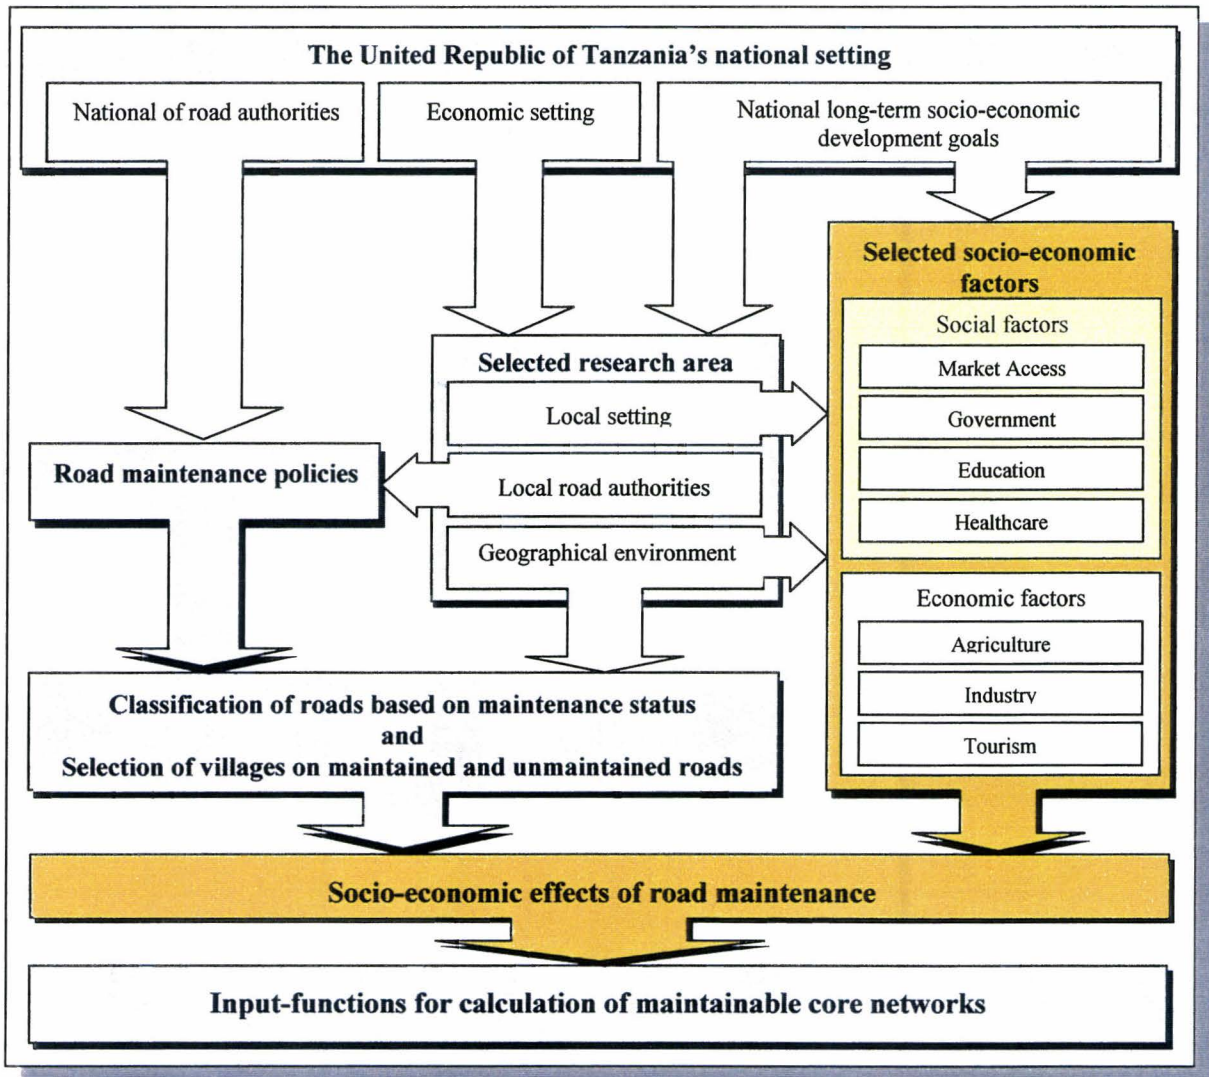 The United Republic of Tanzania's national setting
National of road authorities
Economic setting
National long-term socio-economic
development goals
Selected socio-economic
factors
Social factors
Market Access
Government
Education
Healthcare
Economic factors
Agriculture
Industry
Tourism
Selected research area
Local setting
Local road authorities
Geographical environment
Road maintenance policies
Classification of roads based on maintenance status
and
Selection of villages on maintained and unmaintained roads
Socio-economic effects of road maintenance
Input-functions for calculation of maintainable core networks